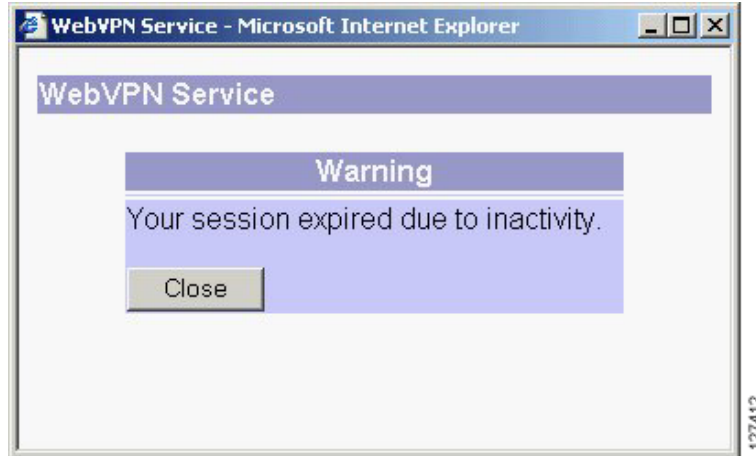 WebVPN Service - Microsoft Internet Explorer
WebVPN Service
Warning
Your session expired due to inactivity.
Close